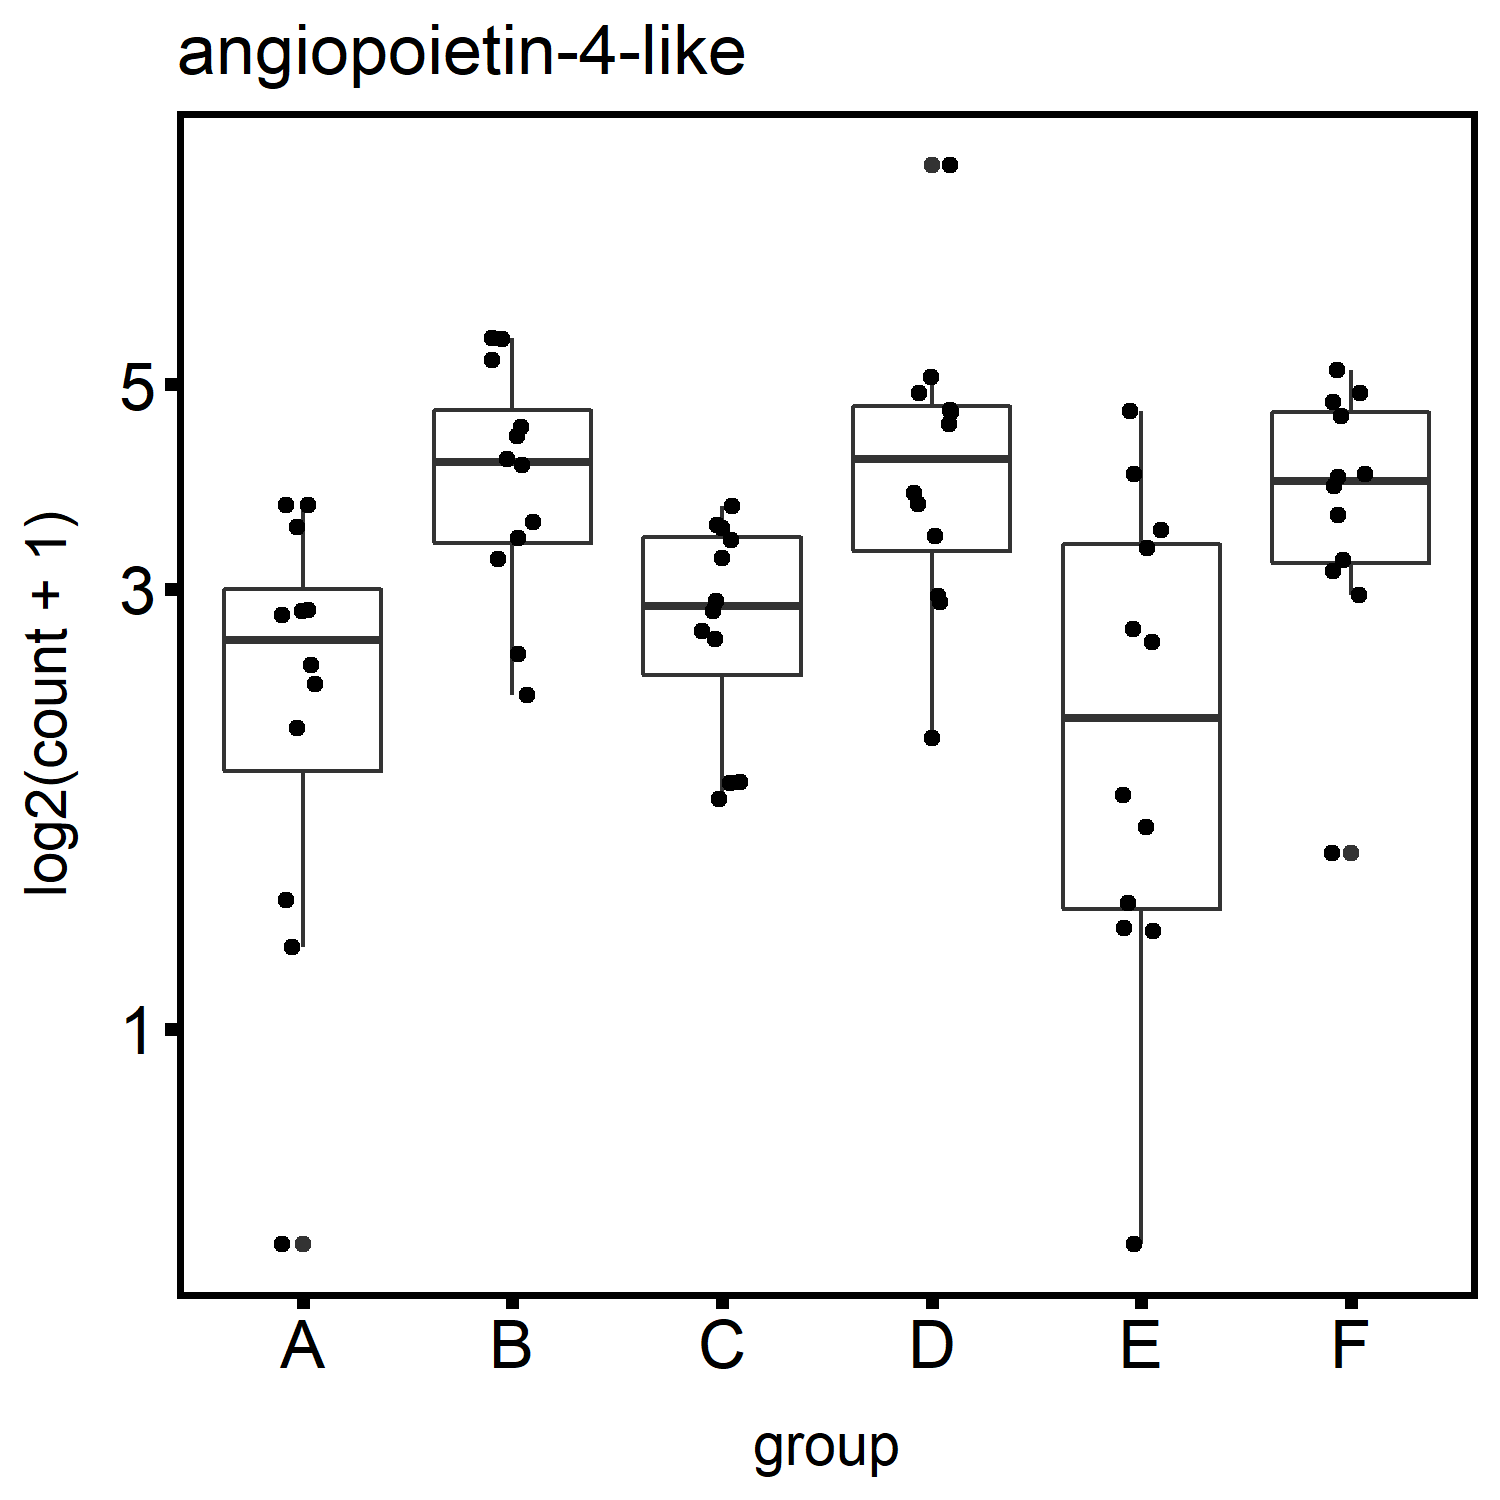 angiopoietin-4-like
log2(count + 1)
5
3
1
A B C D E F
group